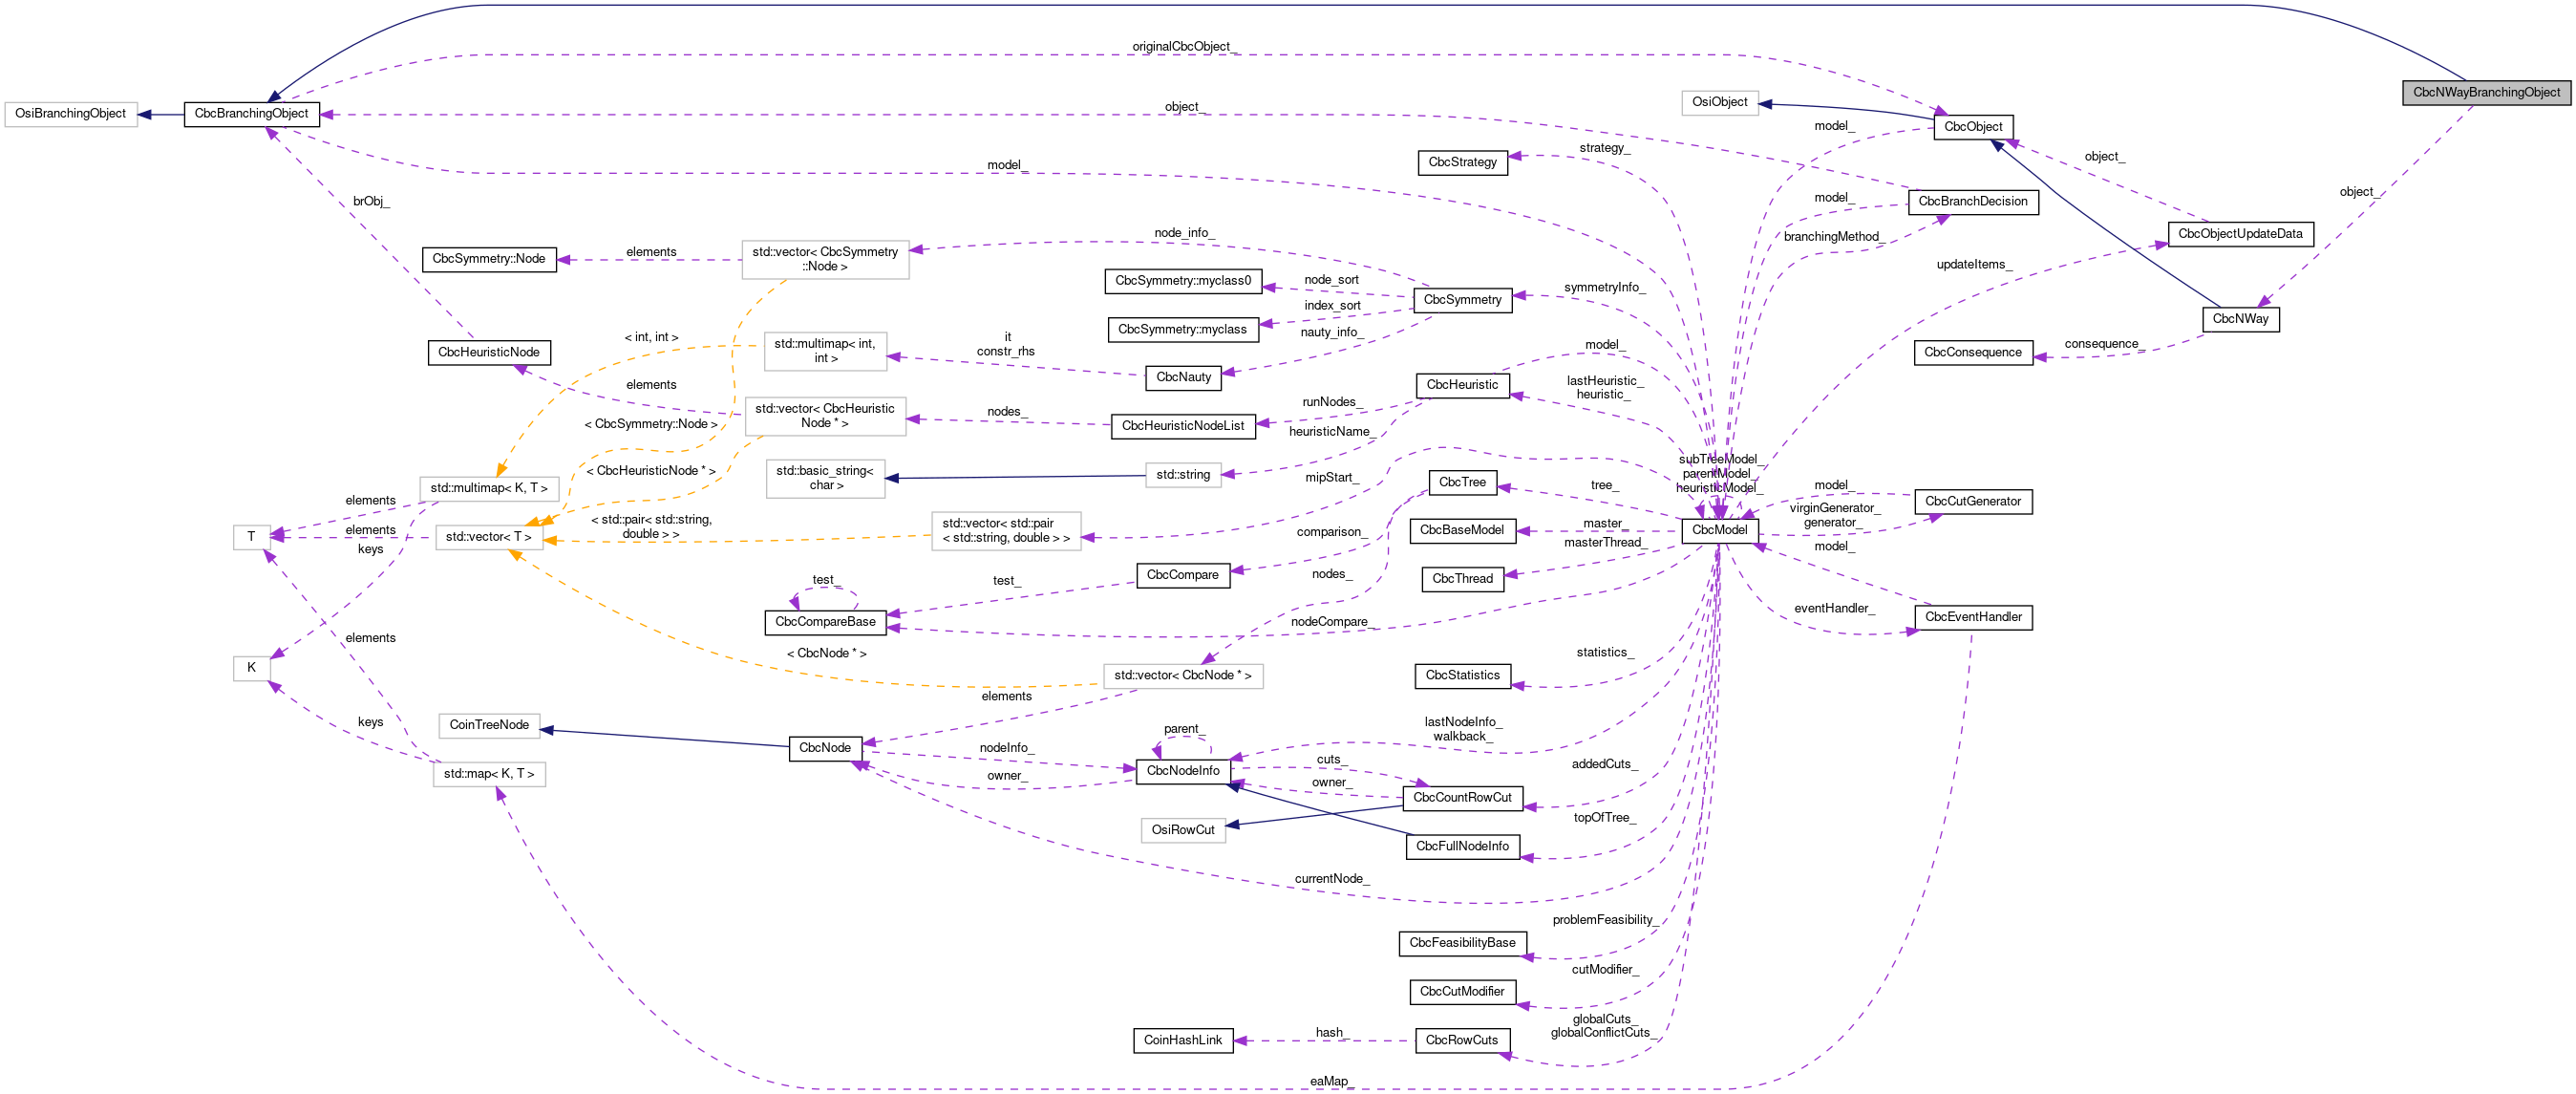 originalCbcObject_
CbcNWayBranchingObject
OsiObject
OsiBranchingObject
CbcBranchingObject
object_
CbcObject
model_
strategy_
CbcStrategy
object_
model_
object_
model_
CbcBranchDecision
brObj_
CbcObjectUpdateData
node_info_
branchingMethod_
std::vector< CbcSymmetry
::Node >
elements
CbcSymmetry::Node
updateItems_
CbcSymmetry::myclass0
node_sort
symmetryInfo_
CbcSymmetry
index_sort
CbcNWay
CbcSymmetry::myclass
nauty_info_
< int, int >
it
constr_rhs
std::multimap< int,
int >
model_
consequence_
CbcHeuristicNode
CbcConsequence
CbcNauty
elements
lastHeuristic_
heuristic_
CbcHeuristic
std::vector< CbcHeuristic
Node * >
nodes_
runNodes_
< CbcSymmetry::Node >
CbcHeuristicNodeList
heuristicName_
subTreeModel_
parentModel_
heuristicModel_
< CbcHeuristicNode * >
std::basic_string<
char >
std::string
mipStart_
CbcTree
tree_
model_
std::multimap< K, T >
elements
CbcCutGenerator
virginGenerator_
generator_
< std::pair< std::string,
double > >
std::vector< std::pair
< std::string, double > >
elements
T
std::vector< T >
keys
comparison_
CbcBaseModel
master_
CbcModel
masterThread_
model_
test_
test_
CbcCompare
nodes_
CbcThread
eventHandler_
CbcEventHandler
CbcCompareBase
nodeCompare_
elements
< CbcNode * >
statistics_
K
std::vector< CbcNode * >
CbcStatistics
elements
keys
CoinTreeNode
lastNodeInfo_
walkback_
parent_
CbcNode
nodeInfo_
cuts_
addedCuts_
std::map< K, T >
owner_
CbcNodeInfo
owner_
CbcCountRowCut
topOfTree_
OsiRowCut
CbcFullNodeInfo
currentNode_
problemFeasibility_
CbcFeasibilityBase
cutModifier_
CbcCutModifier
globalCuts_
globalConflictCuts_
CoinHashLink
hash_
CbcRowCuts
eaMap_